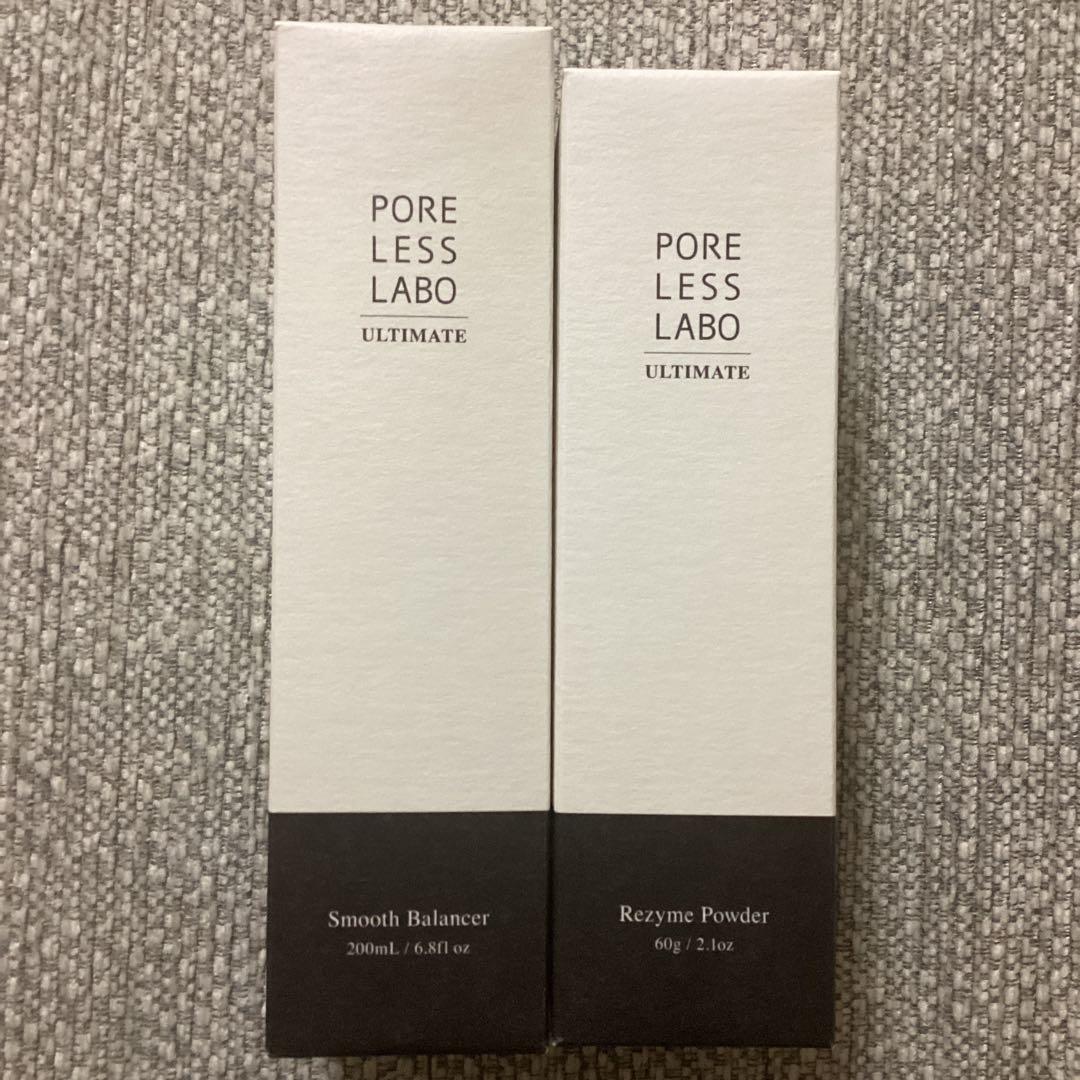 PORE
LESS
LABO
ULTIMATE
Smooth Balancer
200mL / 6.8fl oz
PORE
LESS
LABO
ULTIMATE
Rezyme Powder
60g / 2.1oz